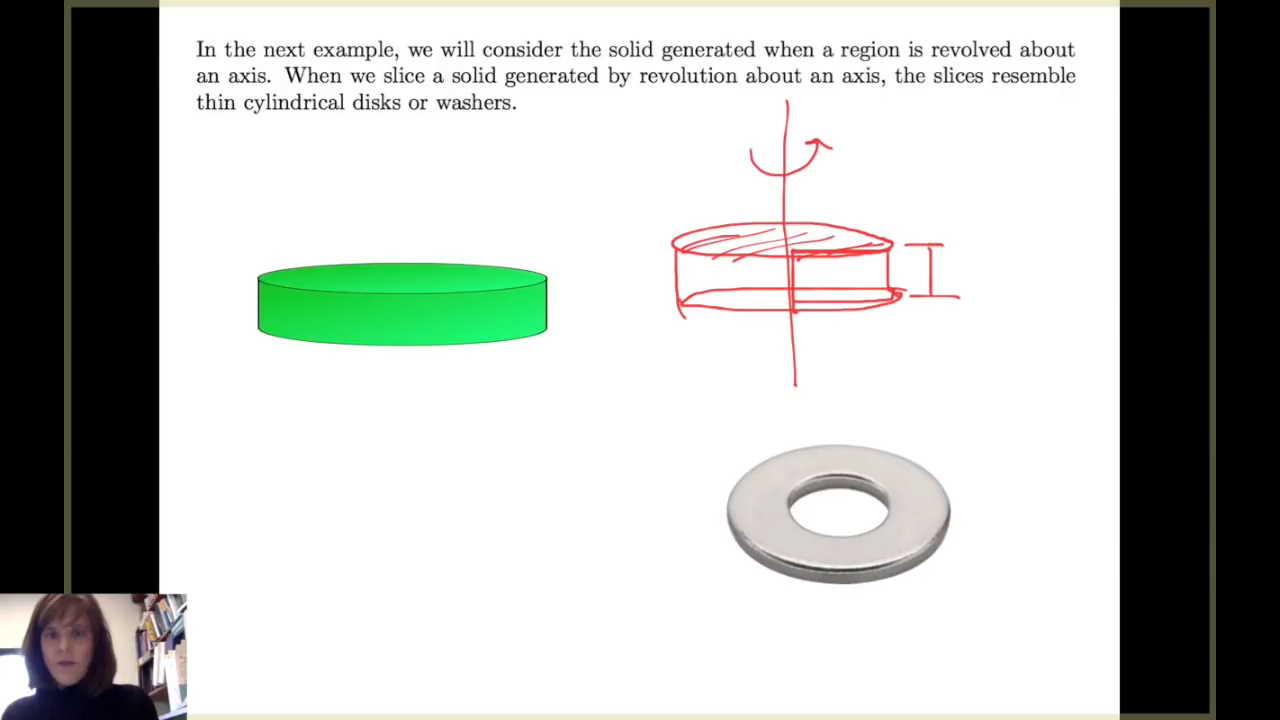 In the next example, we will consider the solid generated when a region is revolved about
an axis. When we slice a solid generated by revolution about an axis, the slices resemble
thin cylindrical disks or washers.